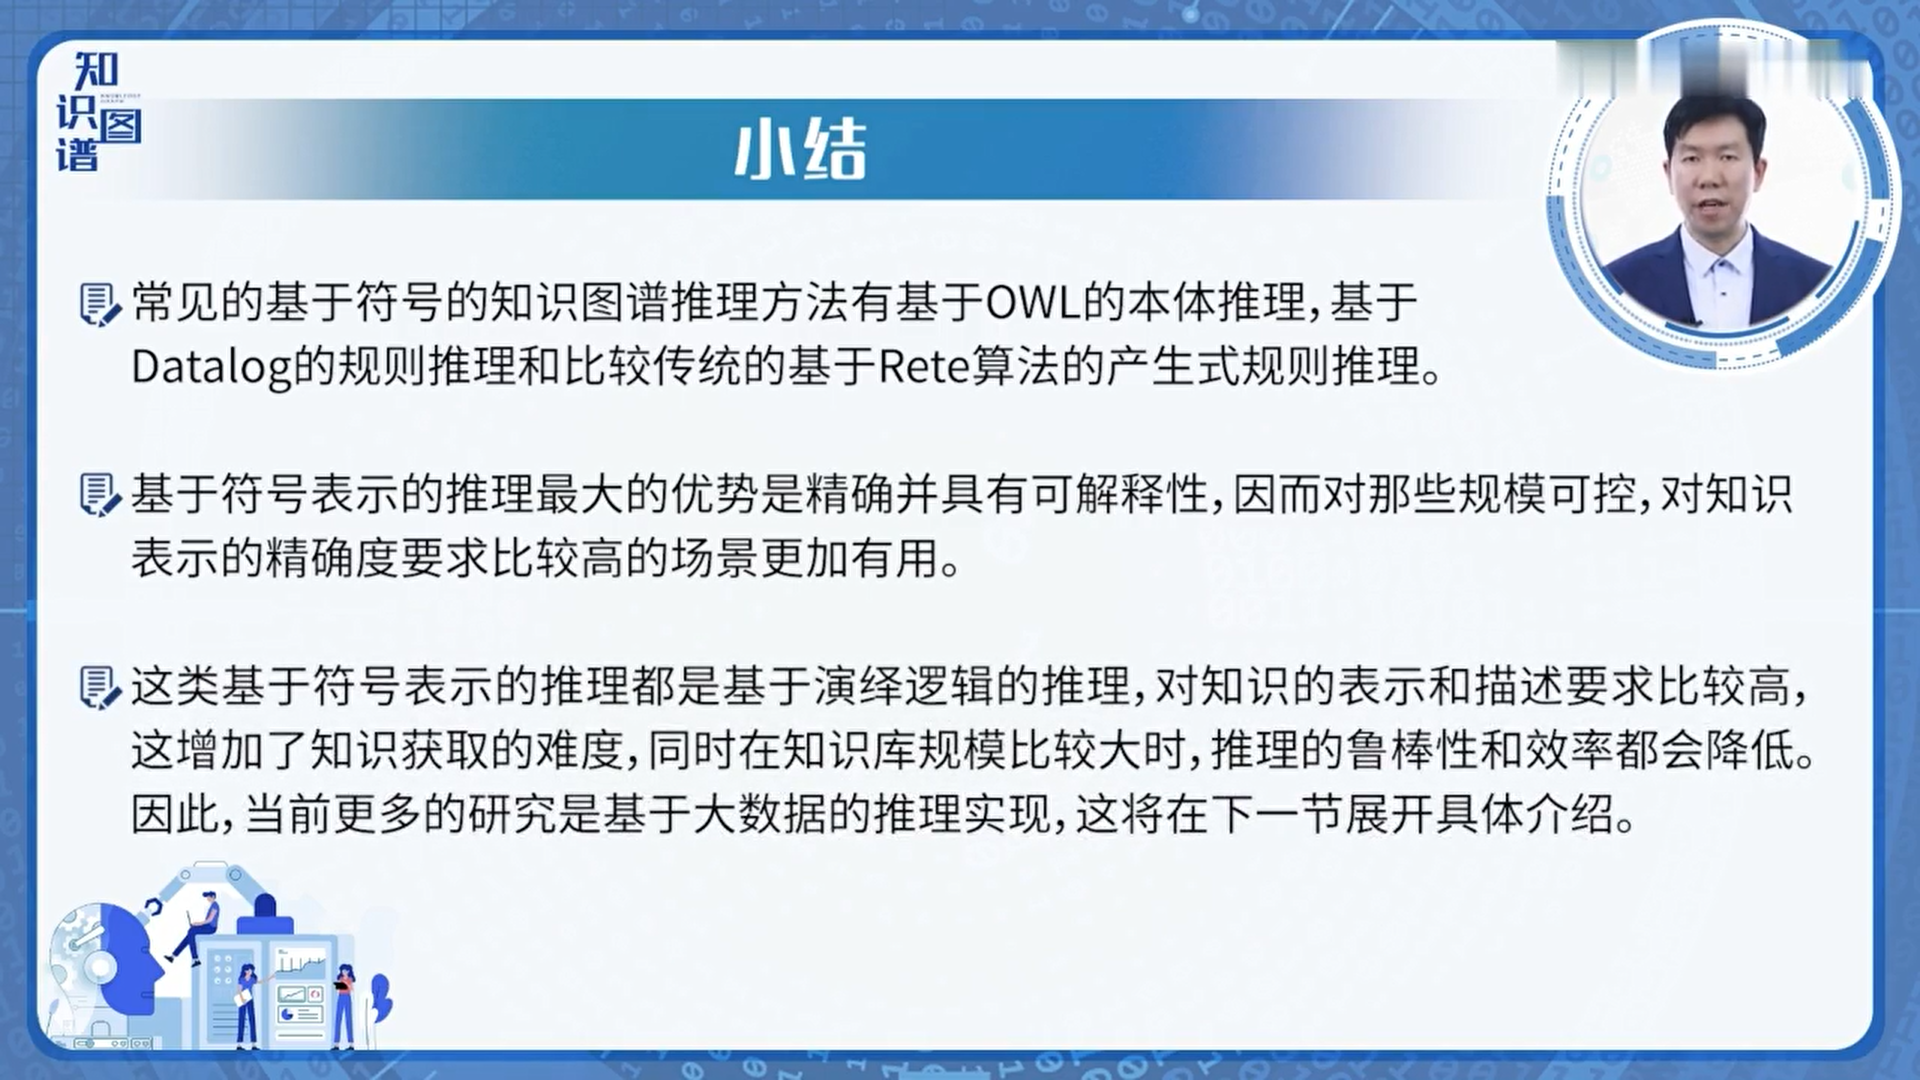 知识图谱
小结
常见的基于符号的知识图谱推理方法有基于OWL的本体推理，基于
Datalog的规则推理和比较传统的基于Rete算法的产生式规则推理。
基于符号表示的推理最大的优势是精确并具有可解释性，因而对那些规模可控，对知识
表示的精确度要求比较高的场景更加有用。
这类基于符号表示的推理都是基于演绎逻辑的推理，对知识的表示和描述要求比较高，
这增加了知识获取的难度，同时在知识库规模比较大时，推理的鲁棒性和效率都会降低。
因此，当前更多的研究是基于大数据的推理实现，这将在下一节展开具体介绍。